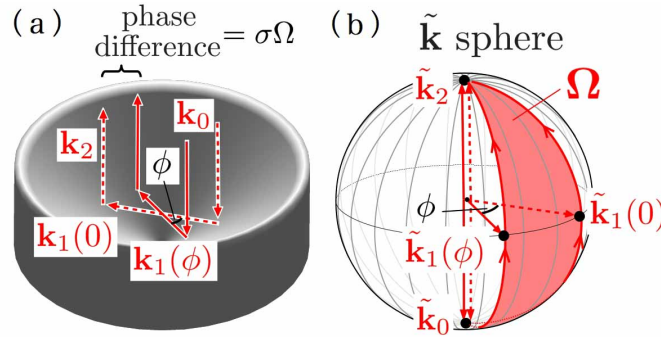 (a)
phase
difference = σΩ
k₂
k₀
ϕ
k₁(0)
k₁(ϕ)
(b)
k̃ sphere
k̃₂
Ω
ϕ
k̃₁(0)
k̃₁(ϕ)
k̃₀